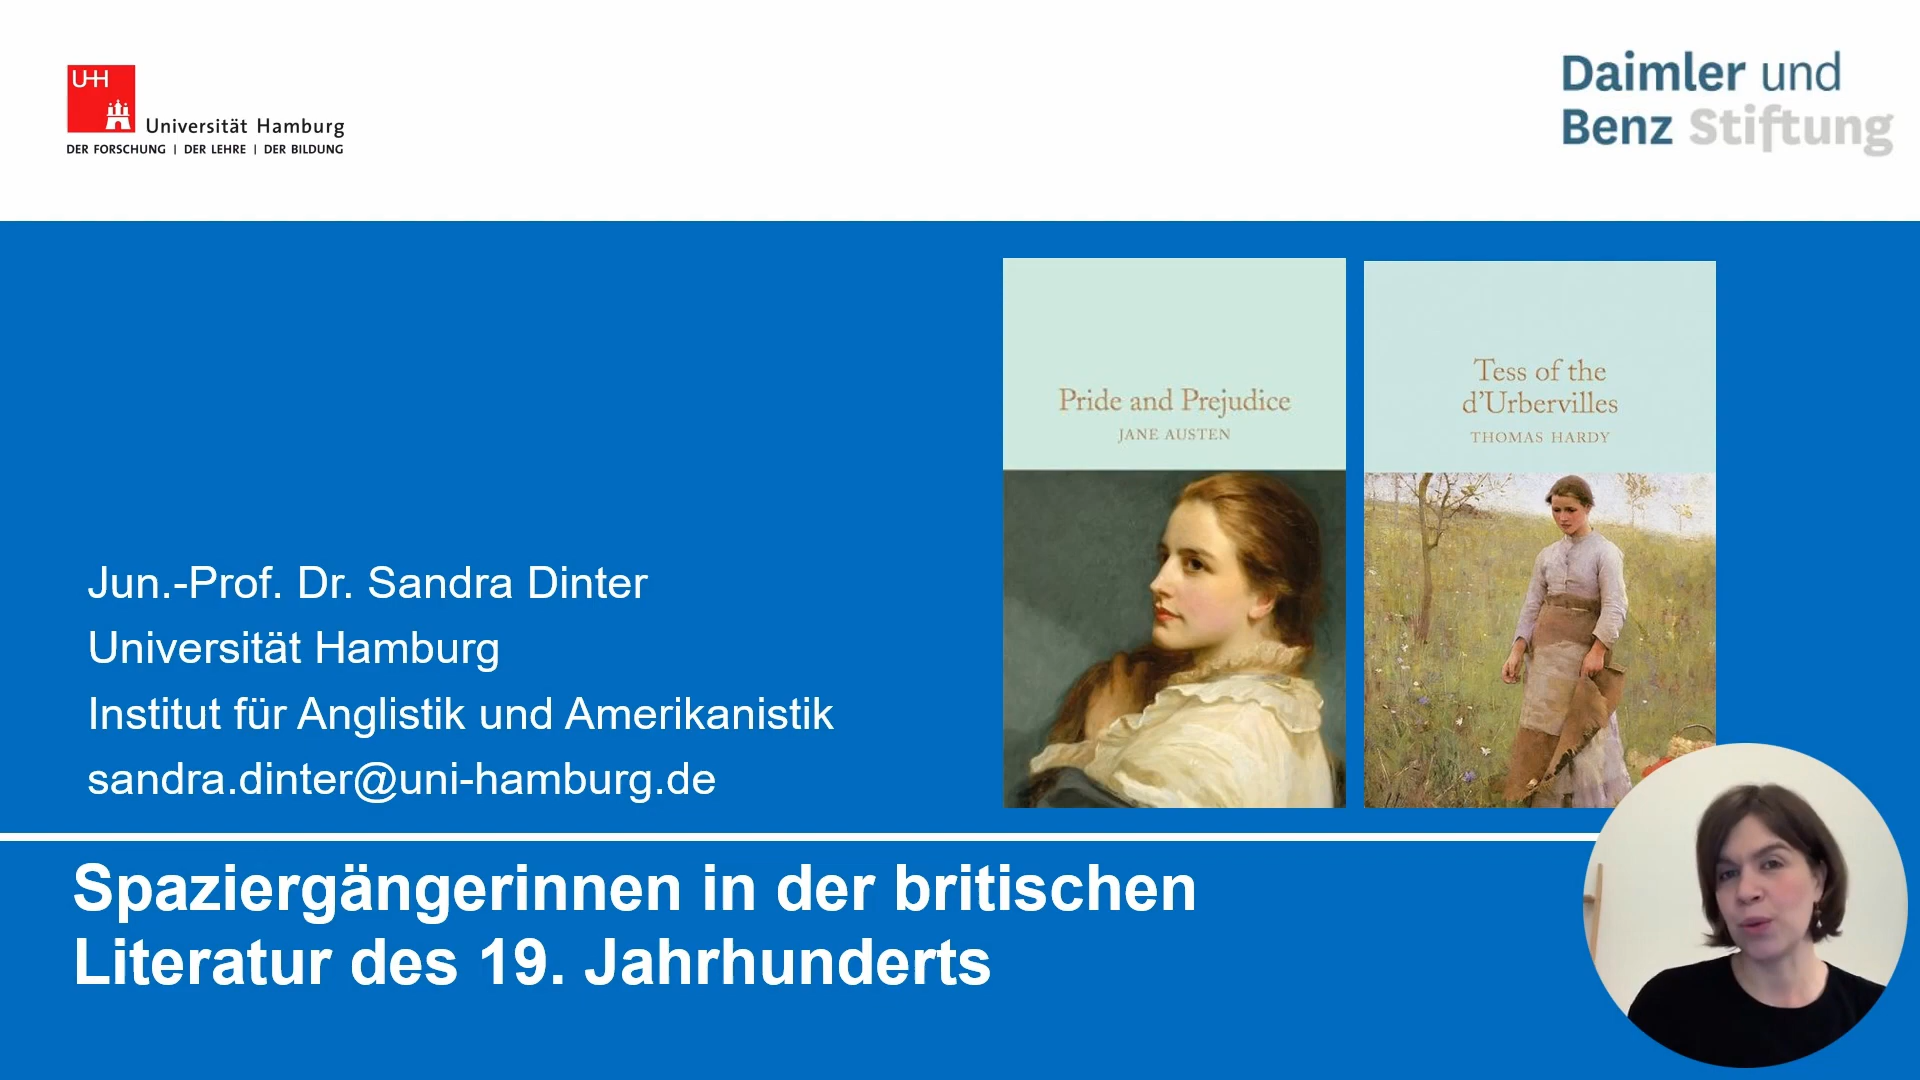 UHH
Universität Hamburg
DER FORSCHUNG | DER LEHRE | DER BILDUNG
Daimler und
Benz Stiftung
Pride and Prejudice
JANE AUSTEN
Tess of the
d'Urbervilles
THOMAS HARDY
Jun.-Prof. Dr. Sandra Dinter
Universität Hamburg
Institut für Anglistik und Amerikanistik
sandra.dinter@uni-hamburg.de
Spaziergängerinnen in der britischen
Literatur des 19. Jahrhunderts